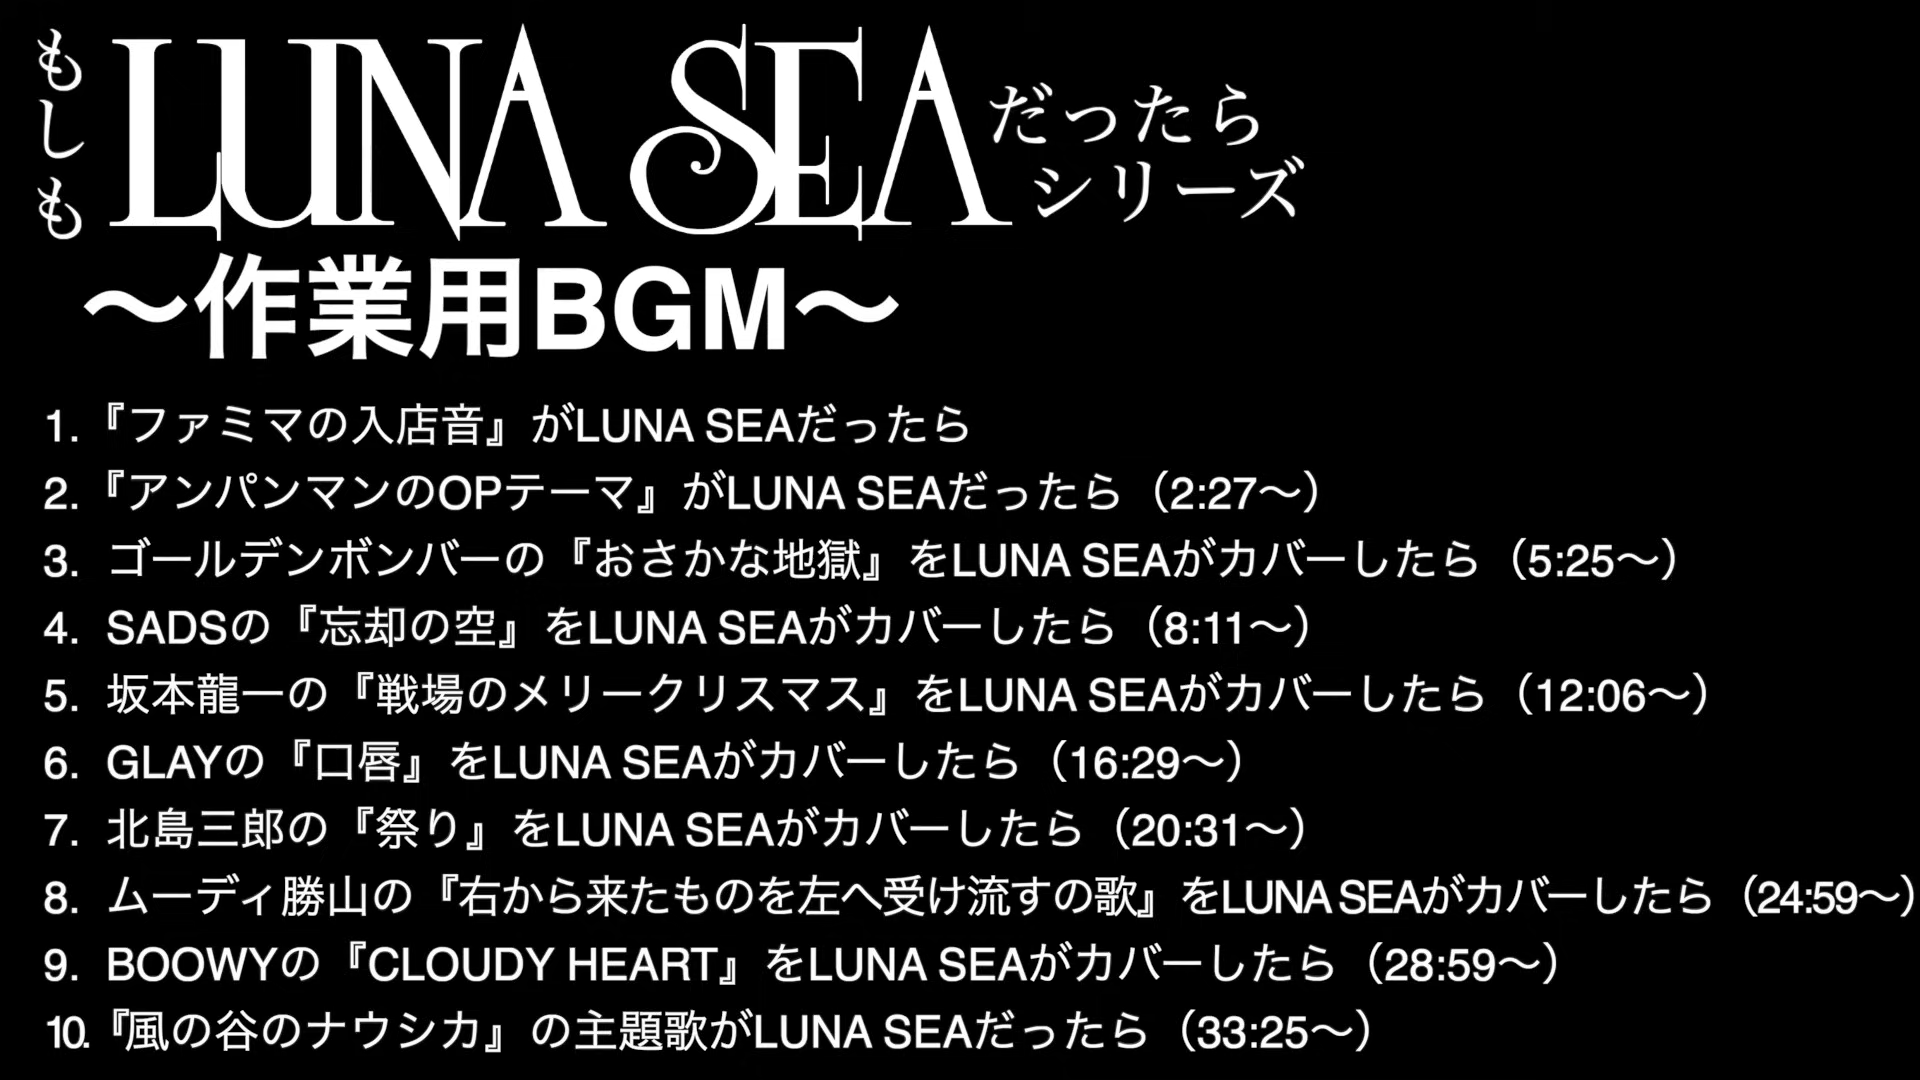 もしも LUNA SEA だったら
シリーズ
〜作業用BGM〜
1.『ファミマの入店音』がLUNA SEAだったら
2.『アンパンマンのOPテーマ』がLUNA SEAだったら（2:27〜）
3. ゴールデンボンバーの『おさかな地獄』をLUNA SEAがカバーしたら（5:25〜）
4. SADSの『忘却の空』をLUNA SEAがカバーしたら（8:11〜）
5. 坂本龍一の『戦場のメリークリスマス』をLUNA SEAがカバーしたら（12:06〜）
6. GLAYの『口唇』をLUNA SEAがカバーしたら（16:29〜）
7. 北島三郎の『祭り』をLUNA SEAがカバーしたら（20:31〜）
8. ムーディ勝山の『右から来たものを左へ受け流すの歌』をLUNA SEAがカバーしたら（24:59〜）
9. BOOWYの『CLOUDY HEART』をLUNA SEAがカバーしたら（28:59〜）
10.『風の谷のナウシカ』の主題歌がLUNA SEAだったら（33:25〜）